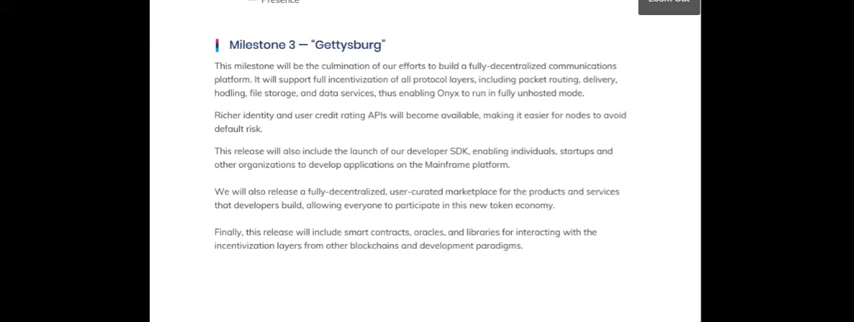 — Presence
Zoom Out
Milestone 3 — “Gettysburg”
This milestone will be the culmination of our efforts to build a fully-decentralized communications
platform. It will support full incentivization of all protocol layers, including packet routing, delivery,
hodling, file storage, and data services, thus enabling Onyx to run in fully unhosted mode.
Richer identity and user credit rating APIs will become available, making it easier for nodes to avoid
default risk.
This release will also include the launch of our developer SDK, enabling individuals, startups and
other organizations to develop applications on the Mainframe platform.
We will also release a fully-decentralized, user-curated marketplace for the products and services
that developers build, allowing everyone to participate in this new token economy.
Finally, this release will include smart contracts, oracles, and libraries for interacting with the
incentivization layers from other blockchains and development paradigms.